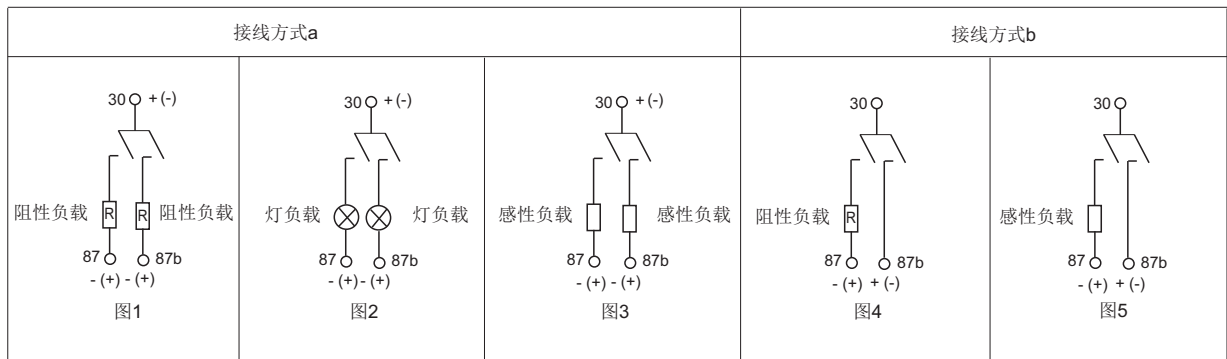 接线方式a
接线方式b
30 + (-)
阻性负载 R R 阻性负载
87 87b
- (+) - (+)
图1
30 + (-)
灯负载 灯负载
87 87b
- (+) - (+)
图2
30 + (-)
感性负载 感性负载
87 87b
- (+) - (+)
图3
30
阻性负载 R
87 87b
- (+) + (-)
图4
30
感性负载
87 87b
- (+) + (-)
图5